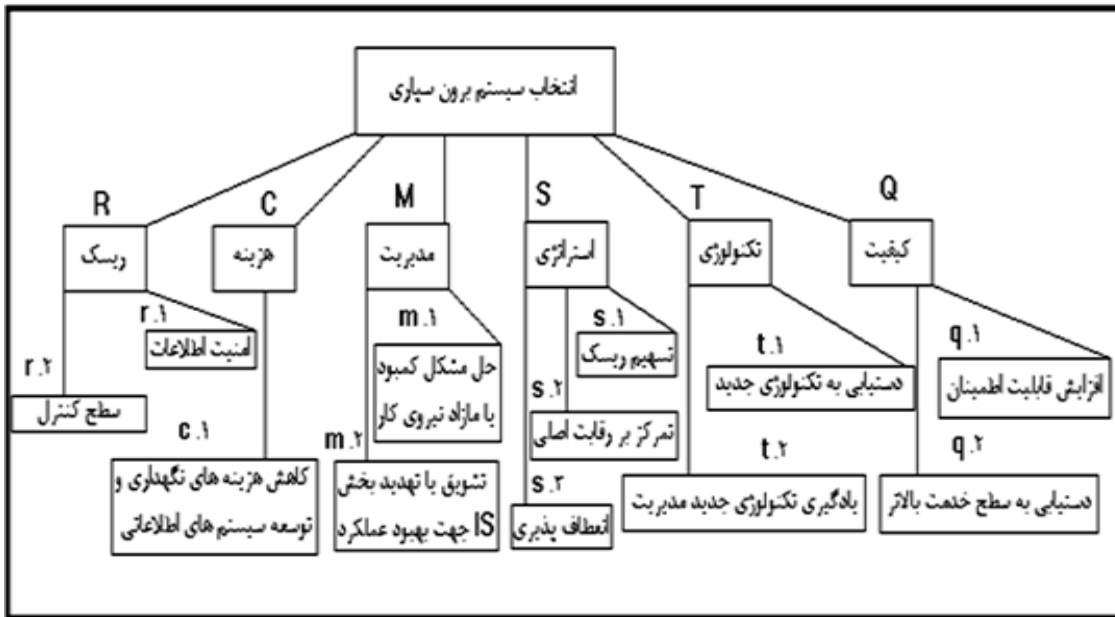 انتخاب سیستم برون سپاری
Q
T
S
M
C
R
کیفیت
تکنولوژی
استراتژی
مدیریت
هزینه
ریسک
q.۱
افزایش قابلیت اطمینان
q.۲
دستیابی به سطح خدمت بالاتر
t.۱
دستیابی به تکنولوژی جدید
t.۲
یادگیری تکنولوژی جدید مدیریت
s.۱
تسهیم ریسک
s.۲
تمرکز بر رقابت اصلی
s.۳
انعطاف پذیری
m.۱
حل مشکل کمبود
یا مازاد نیروی کار
m.۲
تشویق یا تهدید بخش
IS جهت بهبود عملکرد
c.۱
کاهش هزینه های نگهداری و
توسعه سیستم های اطلاعاتی
r.۱
امنیت اطلاعات
r.۲
سطح کنترل